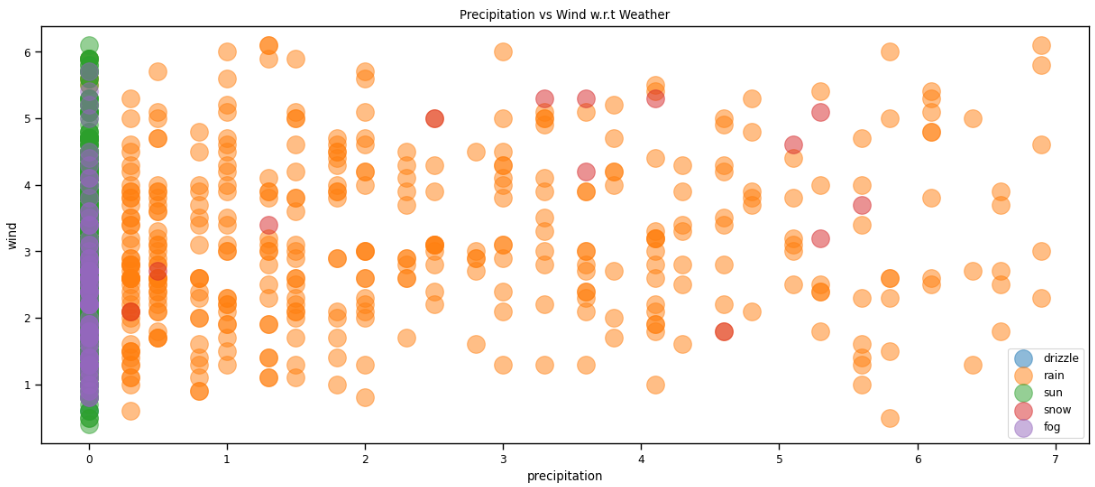 Precipitation vs Wind w.r.t Weather
6
5
4
3
2
1
wind
0 1 2 3 4 5 6 7
precipitation
drizzle
rain
sun
snow
fog